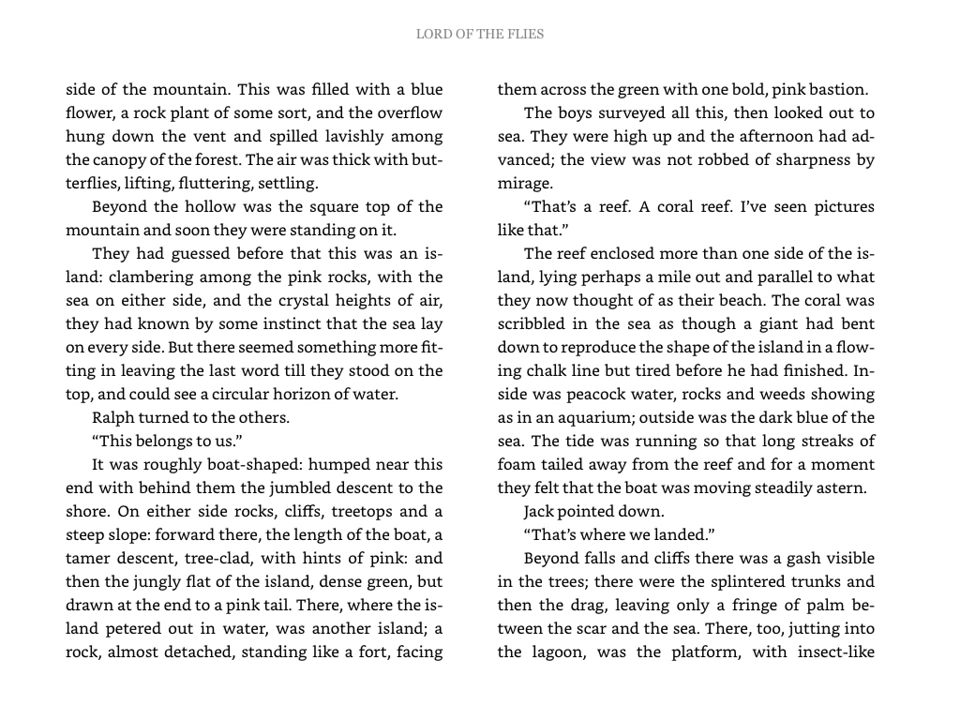 LORD OF THE FLIES
side of the mountain. This was filled with a blue
flower, a rock plant of some sort, and the overflow
hung down the vent and spilled lavishly among
the canopy of the forest. The air was thick with but-
terflies, lifting, fluttering, settling.
Beyond the hollow was the square top of the
mountain and soon they were standing on it.
They had guessed before that this was an is-
land: clambering among the pink rocks, with the
sea on either side, and the crystal heights of air,
they had known by some instinct that the sea lay
on every side. But there seemed something more fit-
ting in leaving the last word till they stood on the
top, and could see a circular horizon of water.
Ralph turned to the others.
“This belongs to us.”
It was roughly boat-shaped: humped near this
end with behind them the jumbled descent to the
shore. On either side rocks, cliffs, treetops and a
steep slope: forward there, the length of the boat, a
tamer descent, tree-clad, with hints of pink: and
then the jungly flat of the island, dense green, but
drawn at the end to a pink tail. There, where the is-
land petered out in water, was another island; a
rock, almost detached, standing like a fort, facing
them across the green with one bold, pink bastion.
The boys surveyed all this, then looked out to
sea. They were high up and the afternoon had ad-
vanced; the view was not robbed of sharpness by
mirage.
“That’s a reef. A coral reef. I’ve seen pictures
like that.”
The reef enclosed more than one side of the is-
land, lying perhaps a mile out and parallel to what
they now thought of as their beach. The coral was
scribbled in the sea as though a giant had bent
down to reproduce the shape of the island in a flow-
ing chalk line but tired before he had finished. In-
side was peacock water, rocks and weeds showing
as in an aquarium; outside was the dark blue of the
sea. The tide was running so that long streaks of
foam tailed away from the reef and for a moment
they felt that the boat was moving steadily astern.
Jack pointed down.
“That’s where we landed.”
Beyond falls and cliffs there was a gash visible
in the trees; there were the splintered trunks and
then the drag, leaving only a fringe of palm be-
tween the scar and the sea. There, too, jutting into
the lagoon, was the platform, with insect-like